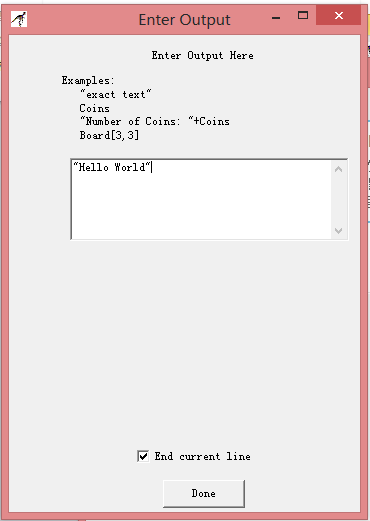 Enter Output
Enter Output Here
Examples:
"exact text"
Coins
"Number of Coins: "+Coins
Board[3,3]
"Hello World"
End current line
Done